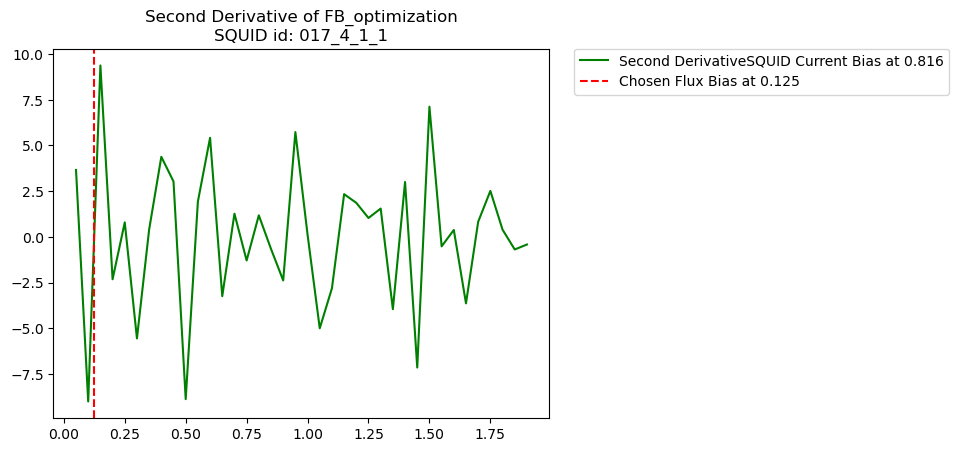 Second Derivative of FB_optimization
SQUID id: 017_4_1_1
10.0
7.5
5.0
2.5
0.0
−2.5
−5.0
−7.5
0.00 0.25 0.50 0.75 1.00 1.25 1.50 1.75
Second DerivativeSQUID Current Bias at 0.816
Chosen Flux Bias at 0.125